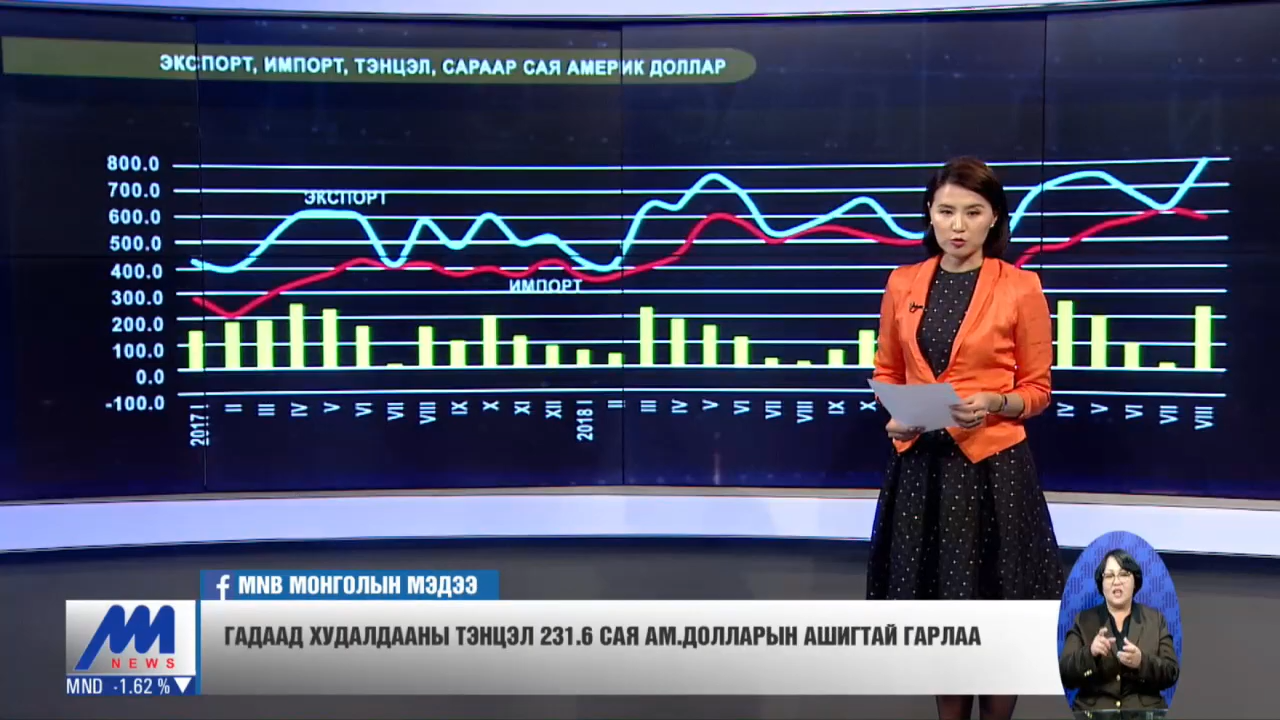 ЭКСПОРТ, ИМПОРТ, ТЭНЦЭЛ, САРААР САЯ АМЕРИК ДОЛЛАР
800.0
700.0
600.0
500.0
400.0
300.0
200.0
100.0
0.0
-100.0
ЭКСПОРТ
ИМПОРТ
2017 I II III IV V VI VII VIII IX X XI XII 2018 I II III IV V VI VII VIII IX X IV V VI VII VIII
f MNB МОНГОЛЫН МЭДЭЭ
ГАДААД ХУДАЛДААНЫ ТЭНЦЭЛ 231.6 САЯ АМ.ДОЛЛАРЫН АШИГТАЙ ГАРЛАА
NEWS
MND -1.62 %